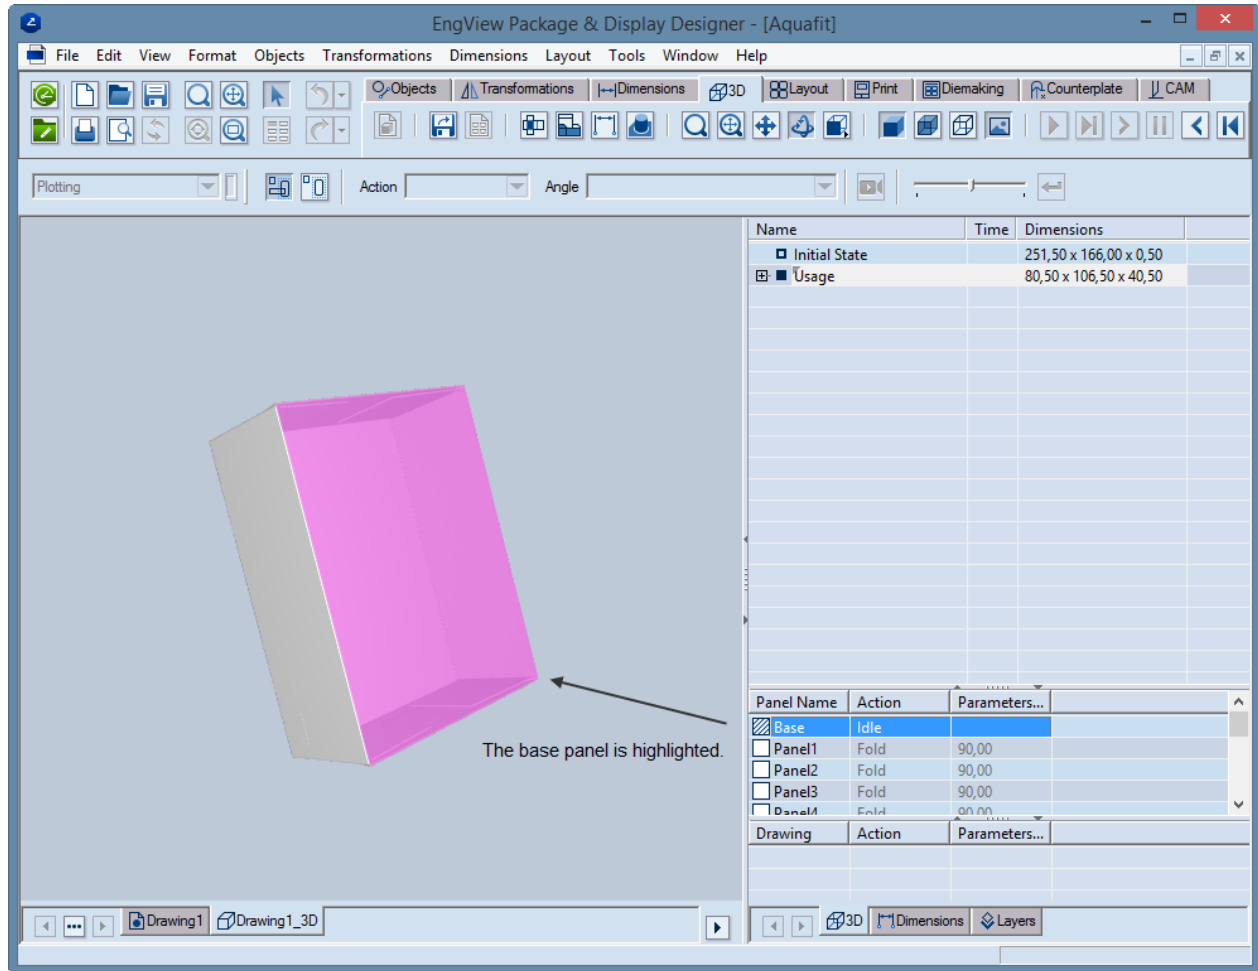 EngView Package & Display Designer - [Aquafit]
File Edit View Format Objects Transformations Dimensions Layout Tools Window Help
Objects Transformations Dimensions 3D Layout Print Diemaking Counterplate CAM
Plotting Action Angle
Name Time Dimensions
Initial State 251,50 x 166,00 x 0,50
Usage 80,50 x 106,50 x 40,50
Panel Name Action Parameters...
Base Idle
The base panel is highlighted.
Panel1 Fold 90,00
Panel2 Fold 90,00
Panel3 Fold 90,00
Panel4 Fold 90,00
Drawing Action Parameters...
Drawing1 Drawing1_3D 3D Dimensions Layers